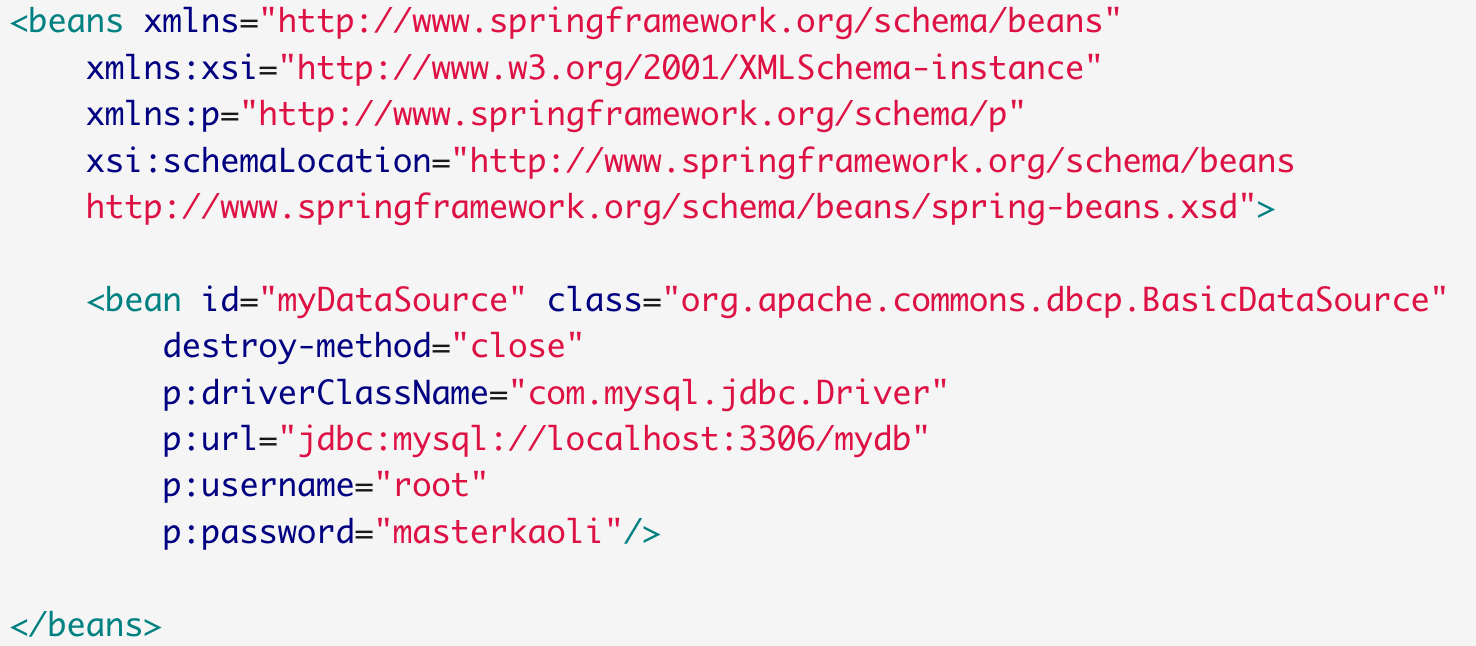 <beans xmlns="http://www.springframework.org/schema/beans"
    xmlns:xsi="http://www.w3.org/2001/XMLSchema-instance"
    xmlns:p="http://www.springframework.org/schema/p"
    xsi:schemaLocation="http://www.springframework.org/schema/beans
    http://www.springframework.org/schema/beans/spring-beans.xsd">

    <bean id="myDataSource" class="org.apache.commons.dbcp.BasicDataSource"
        destroy-method="close"
        p:driverClassName="com.mysql.jdbc.Driver"
        p:url="jdbc:mysql://localhost:3306/mydb"
        p:username="root"
        p:password="masterkaoli"/>

</beans>